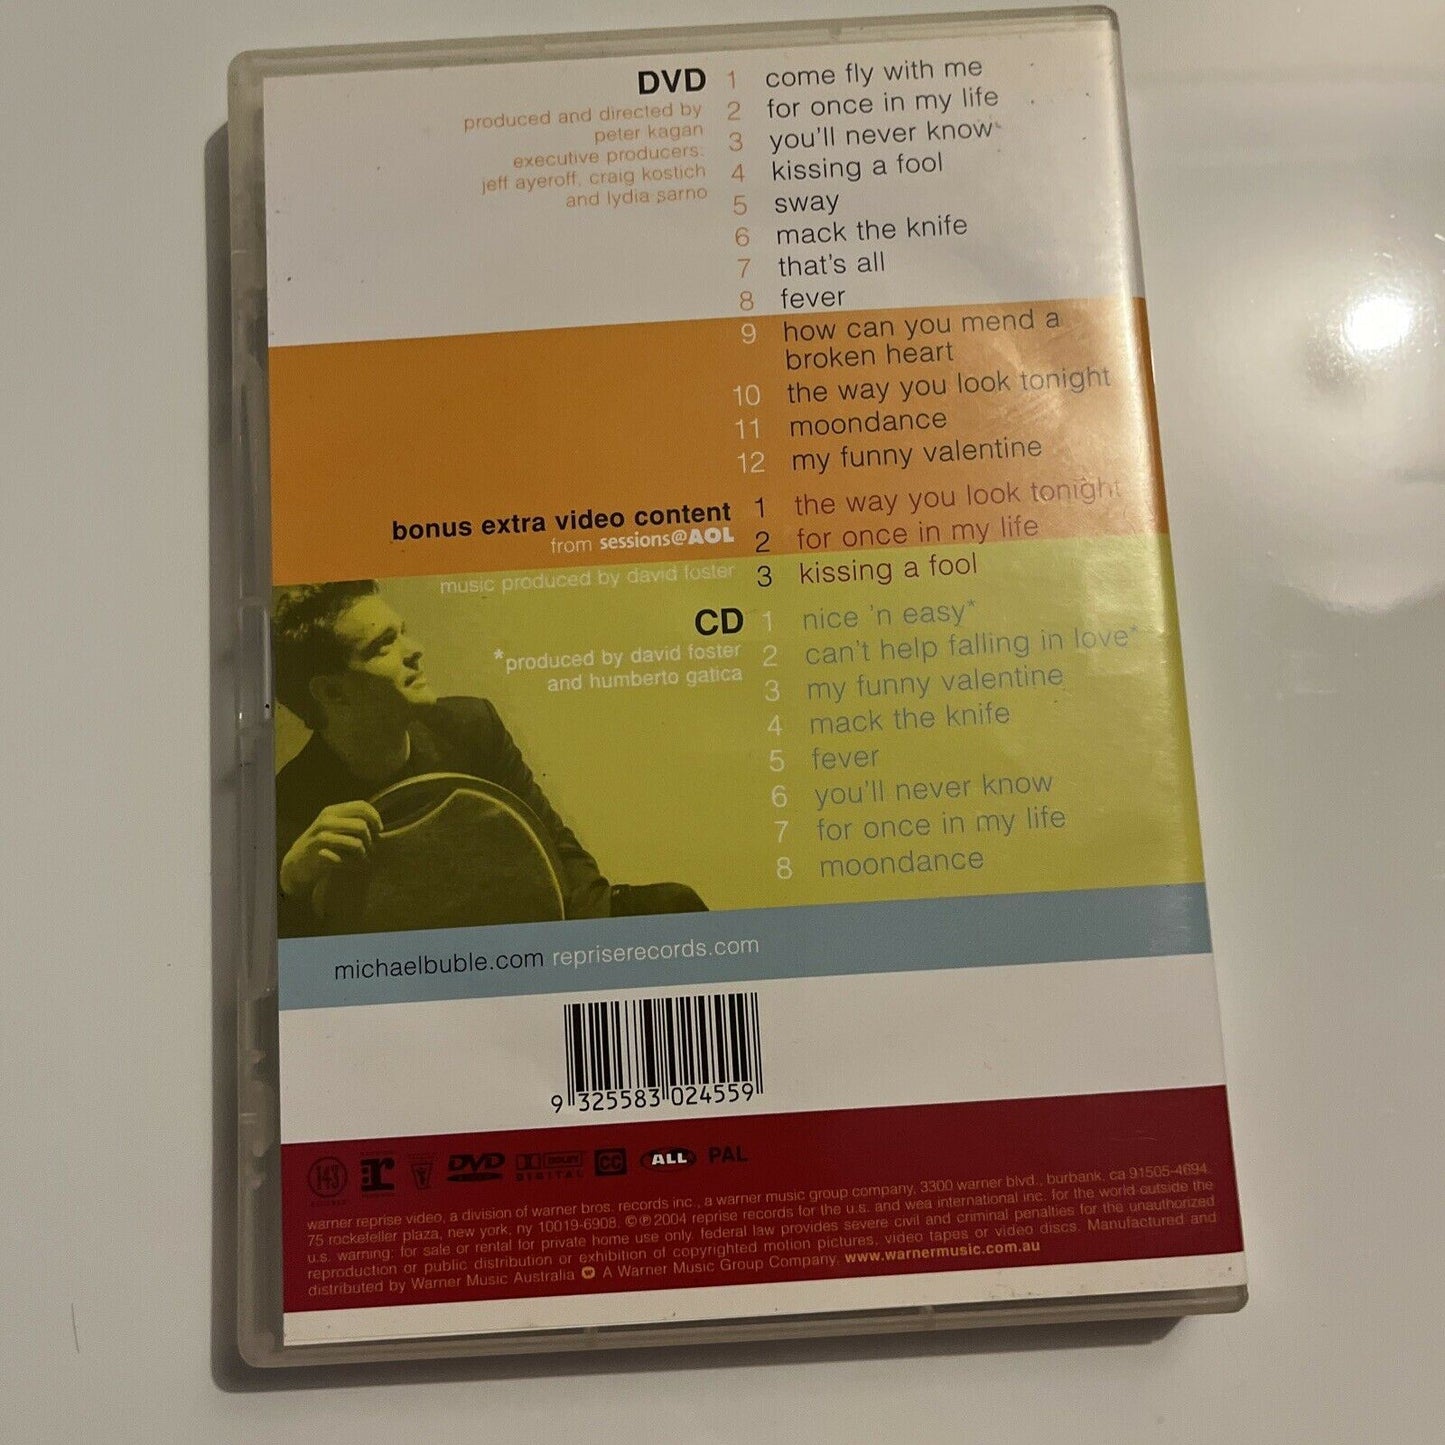 DVD
produced and directed by
peter kagan
executive producers:
jeff ayeroff, craig kostich
and lydia sarno
1 come fly with me
2 for once in my life
3 you'll never know
4 kissing a fool
5 sway
6 mack the knife
7 that's all
8 fever
9 how can you mend a
broken heart
10 the way you look tonight
11 moondance
12 my funny valentine
bonus extra video content
from sessions@AOL
music produced by david foster
1 the way you look tonight
2 for once in my life
3 kissing a fool
CD
*produced by david foster
and humberto gatica
1 nice 'n easy*
2 can't help falling in love*
3 my funny valentine
4 mack the knife
5 fever
6 you'll never know
7 for once in my life
8 moondance
michaelbuble.com repriserecords.com
9 325583 024559
143 r DVD DOLBY DIGITAL CC ALL PAL
warner reprise video, a division of warner bros. records inc., a warner music group company, 3300 warner blvd., burbank, ca 91505-4694.
75 rockefeller plaza, new york, ny 10019-6908. ©℗2004 reprise records for the u.s. and wea international inc. for the world outside the
u.s. warning: for sale or rental for private home use only. federal law provides severe civil and criminal penalties for the unauthorized
reproduction or public distribution or exhibition of copyrighted motion pictures, video tapes or video discs. Manufactured and
distributed by Warner Music Australia A Warner Music Group Company. www.warnermusic.com.au